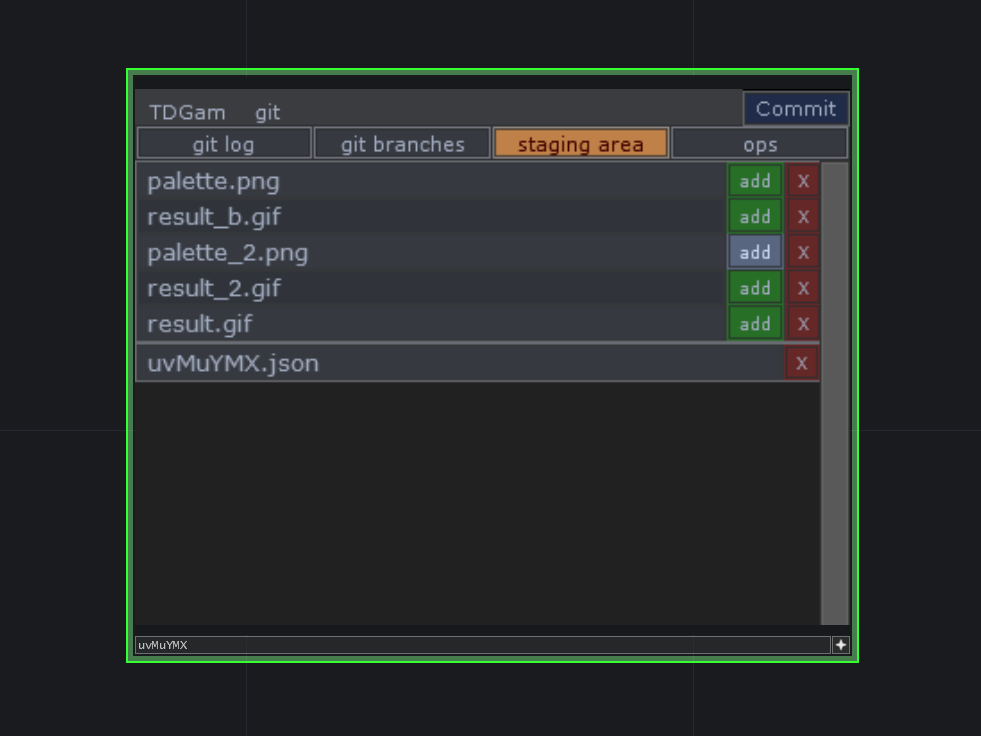 TDGam git Commit
git log git branches staging area ops
palette.png add X
result_b.gif add X
palette_2.png add X
result_2.gif add X
result.gif add X
uvMuYMX.json X
uvMuYMX